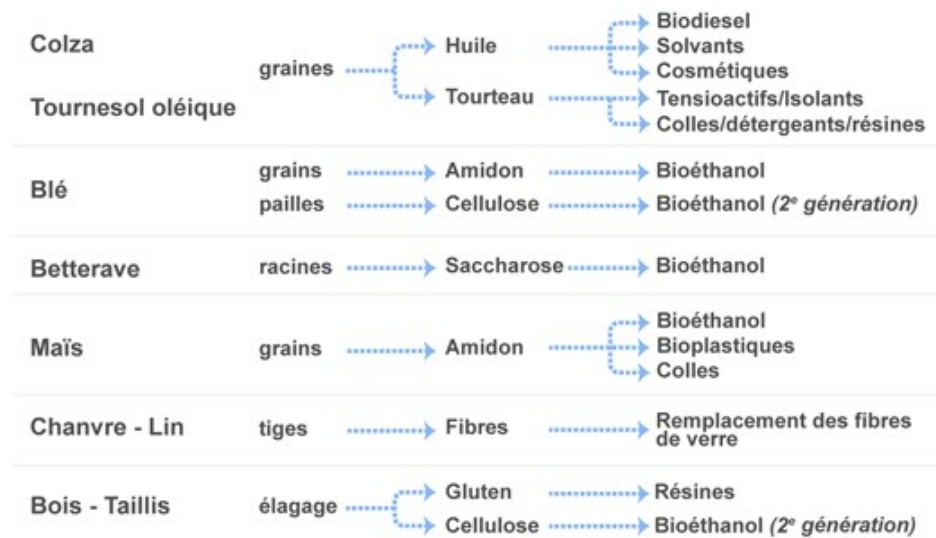 Colza
Tournesol oléique
graines
Huile
Tourteau
Biodiesel
Solvants
Cosmétiques
Tensioactifs/Isolants
Colles/détergeants/résines
Blé
grains Amidon Bioéthanol
pailles Cellulose Bioéthanol (2e génération)
Betterave racines Saccharose Bioéthanol
Maïs grains Amidon
Bioéthanol
Bioplastiques
Colles
Chanvre - Lin tiges Fibres
Remplacement des fibres
de verre
Bois - Taillis élagage
Gluten Résines
Cellulose Bioéthanol (2e génération)